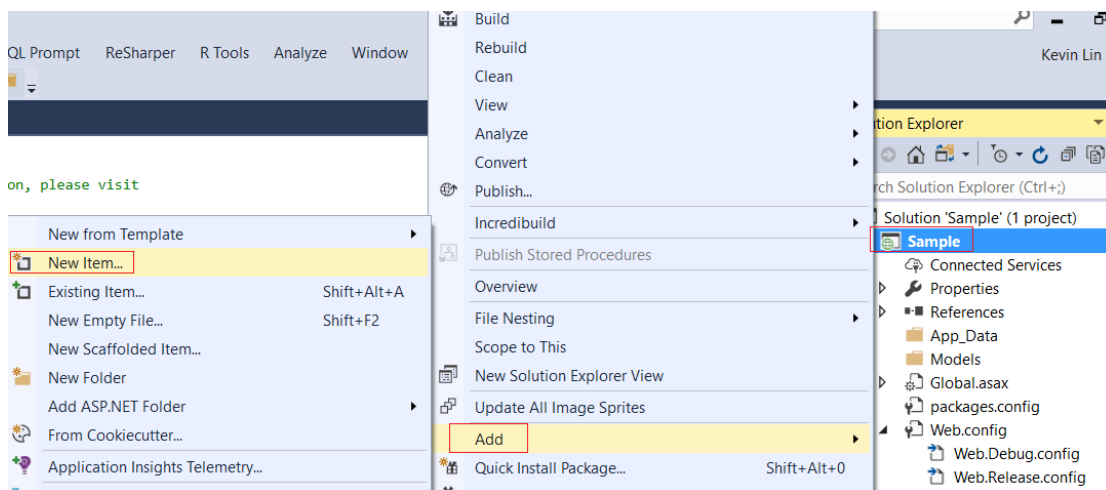 QL Prompt ReSharper R Tools Analyze Window
on, please visit
New from Template
New Item...
Existing Item... Shift+Alt+A
New Empty File... Shift+F2
New Scaffolded Item...
New Folder
Add ASP.NET Folder
From Cookiecutter...
Application Insights Telemetry...
Build
Rebuild
Clean
View
Analyze
Convert
Publish...
Incredibuild
Publish Stored Procedures
Overview
File Nesting
Scope to This
New Solution Explorer View
Update All Image Sprites
Add
Quick Install Package... Shift+Alt+0
Kevin Lin
ution Explorer
rch Solution Explorer (Ctrl+;)
Solution 'Sample' (1 project)
Sample
Connected Services
Properties
References
App_Data
Models
Global.asax
packages.config
Web.config
Web.Debug.config
Web.Release.config